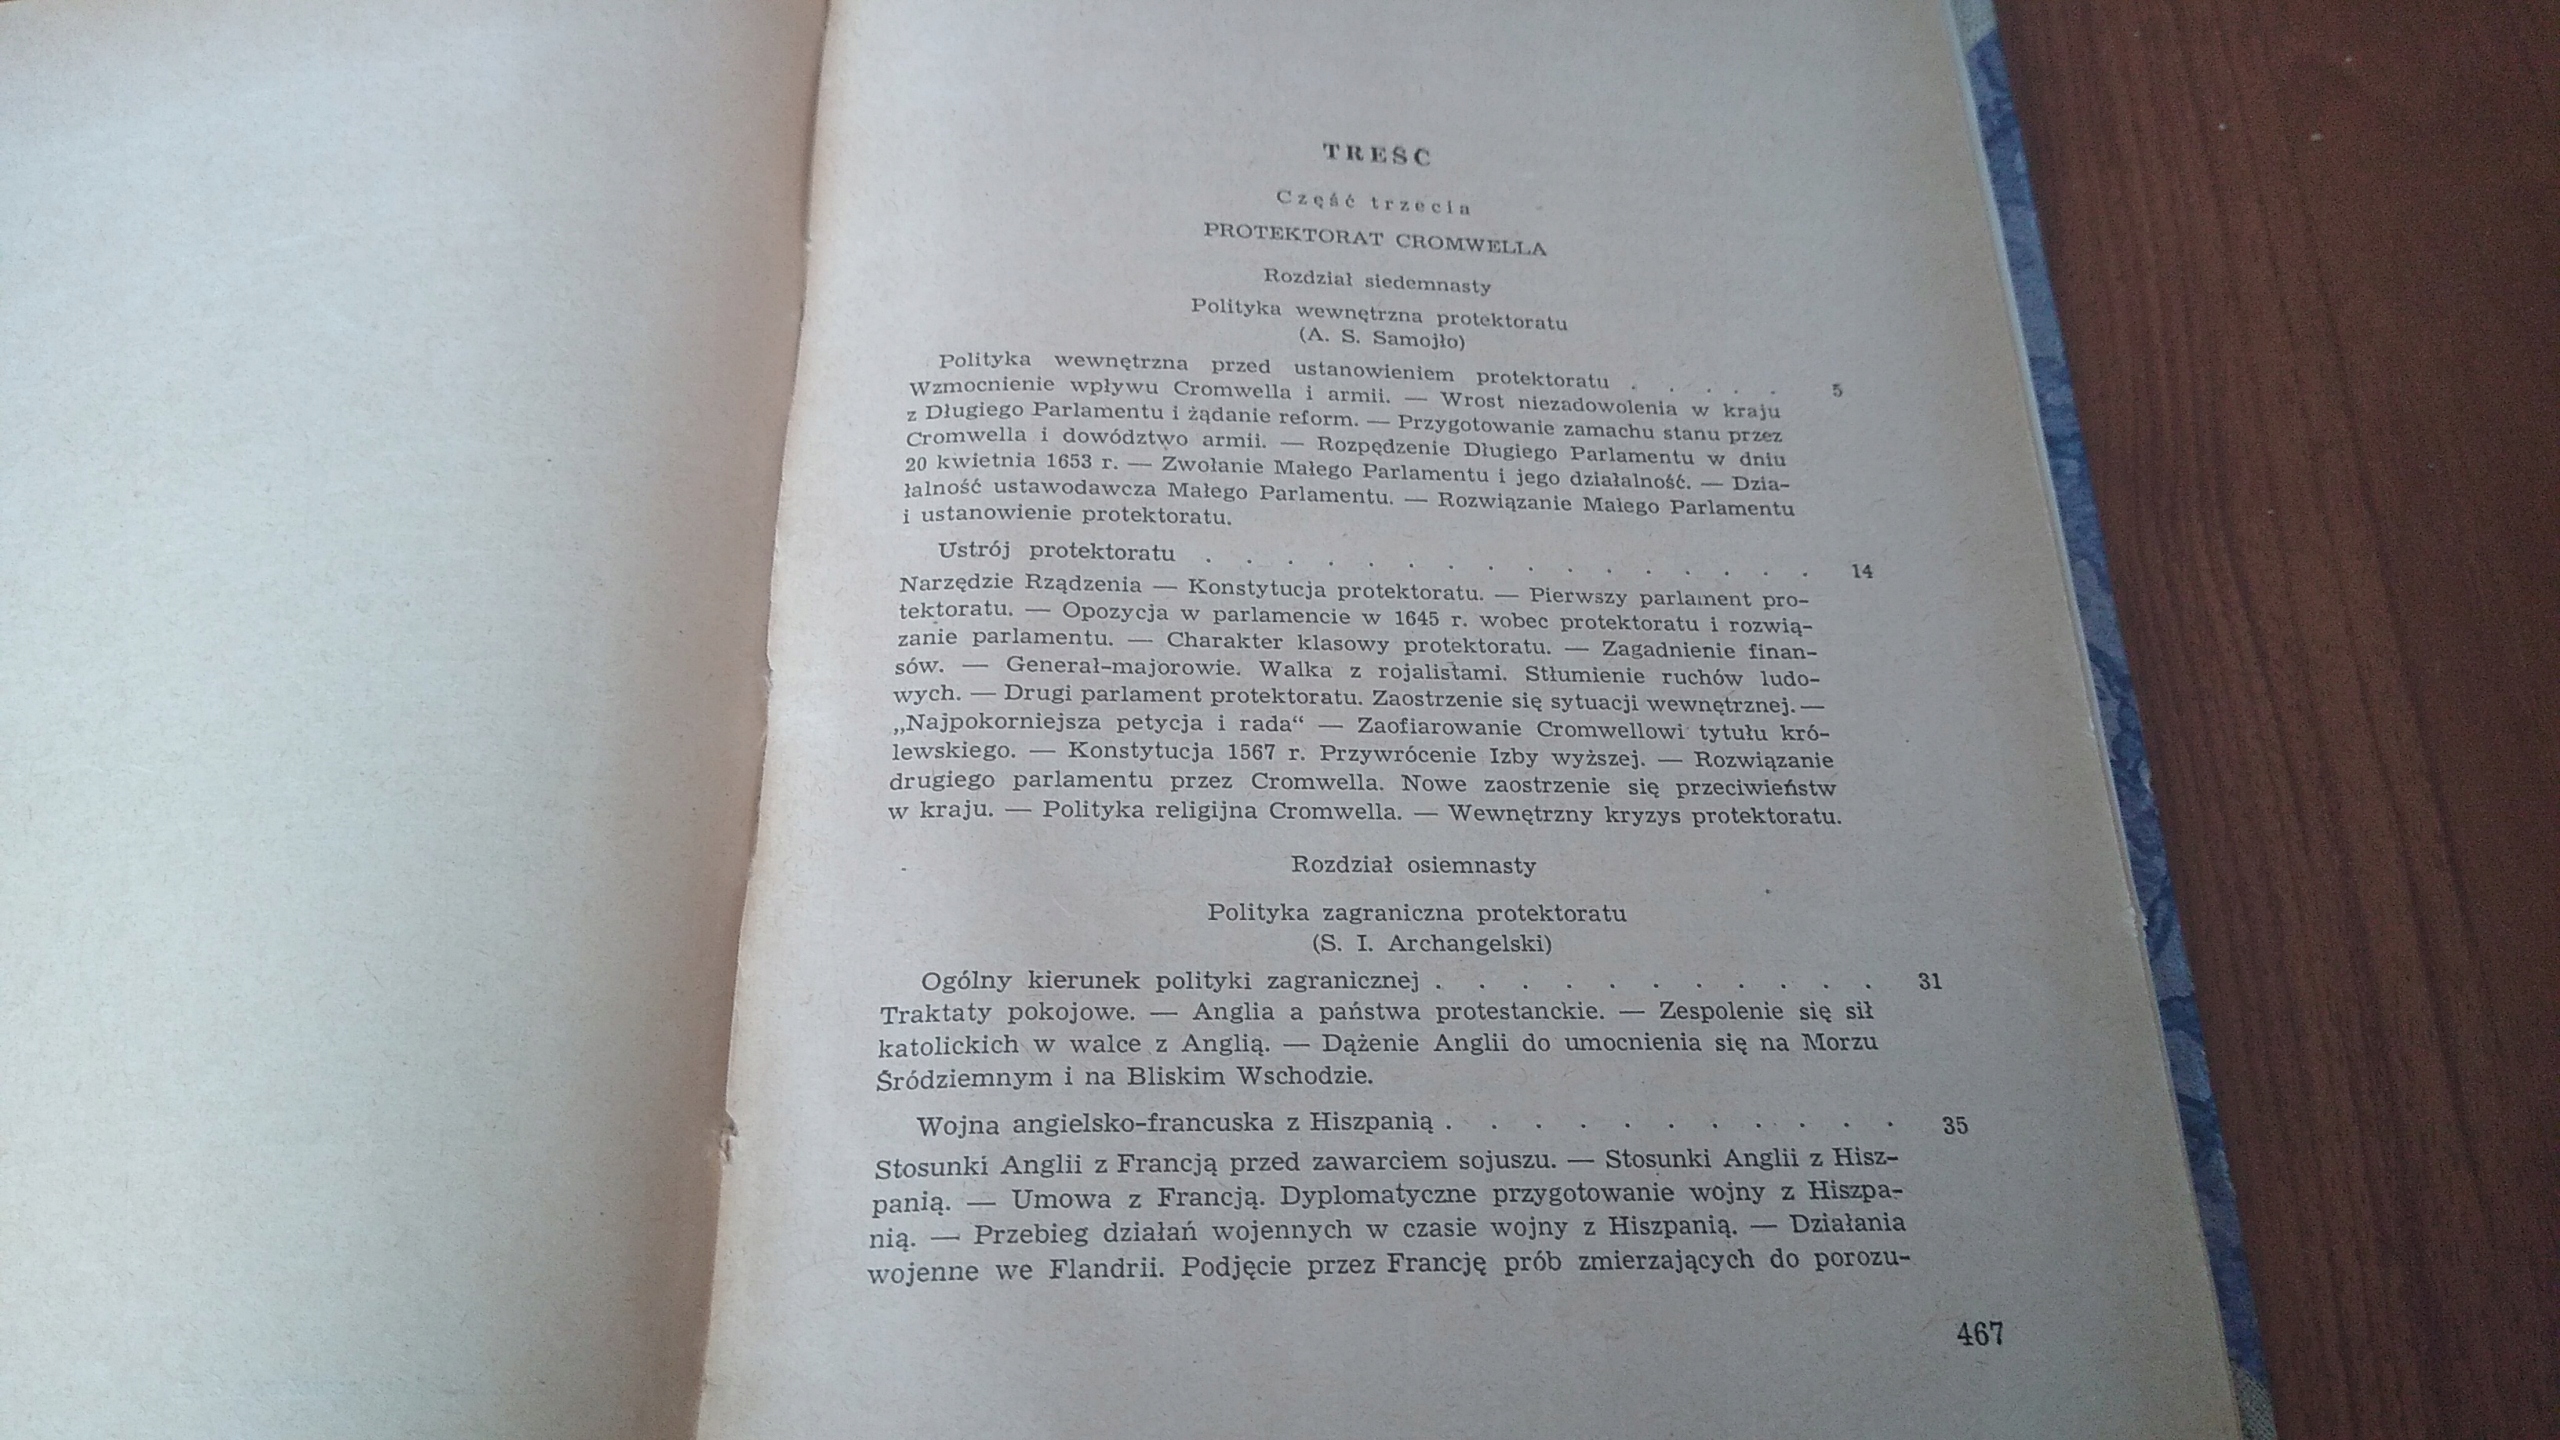 TREŚĆ
Część trzecia
PROTEKTORAT CROMWELLA
Rozdział siedemnasty
Polityka wewnętrzna protektoratu
(A. S. Samojło)
Polityka wewnętrzna przed ustanowieniem protektoratu . . . . . 5
Wzmocnienie wpływu Cromwella i armii. — Wrost niezadowolenia w kraju
z Długiego Parlamentu i żądanie reform. — Przygotowanie zamachu stanu przez
Cromwella i dowództwo armii. — Rozpędzenie Długiego Parlamentu w dniu
20 kwietnia 1653 r. — Zwołanie Małego Parlamentu i jego działalność. — Dzia-
łalność ustawodawcza Małego Parlamentu. — Rozwiązanie Małego Parlamentu
i ustanowienie protektoratu.
Ustrój protektoratu . . . . . . . . . . . . . . . . 14
Narzędzie Rządzenia — Konstytucja protektoratu. — Pierwszy parlament pro-
tektoratu. — Opozycja w parlamencie w 1645 r. wobec protektoratu i rozwią-
zanie parlamentu. — Charakter klasowy protektoratu. — Zagadnienie finan-
sów. — Generał-majorowie. Walka z rojalistami. Stłumienie ruchów ludo-
wych. — Drugi parlament protektoratu. Zaostrzenie się sytuacji wewnętrznej. —
„Najpokorniejsza petycja i rada“ — Zaofiarowanie Cromwellowi tytułu kró-
lewskiego. — Konstytucja 1567 r. Przywrócenie Izby wyższej. — Rozwiązanie
drugiego parlamentu przez Cromwella. Nowe zaostrzenie się przeciwieństw
w kraju. — Polityka religijna Cromwella. — Wewnętrzny kryzys protektoratu.
Rozdział osiemnasty
Polityka zagraniczna protektoratu
(S. I. Archangelski)
Ogólny kierunek polityki zagranicznej . . . . . . . . . . . 31
Traktaty pokojowe. — Anglia a państwa protestanckie. — Zespolenie się sił
katolickich w walce z Anglią. — Dążenie Anglii do umocnienia się na Morzu
Śródziemnym i na Bliskim Wschodzie.
Wojna angielsko-francuska z Hiszpanią . . . . . . . . . . . 35
Stosunki Anglii z Francją przed zawarciem sojuszu. — Stosunki Anglii z Hisz-
panią. — Umowa z Francją. Dyplomatyczne przygotowanie wojny z Hiszpa-
nią. — Przebieg działań wojennych w czasie wojny z Hiszpanią. — Działania
wojenne we Flandrii. Podjęcie przez Francję prób zmierzających do porozu-
467